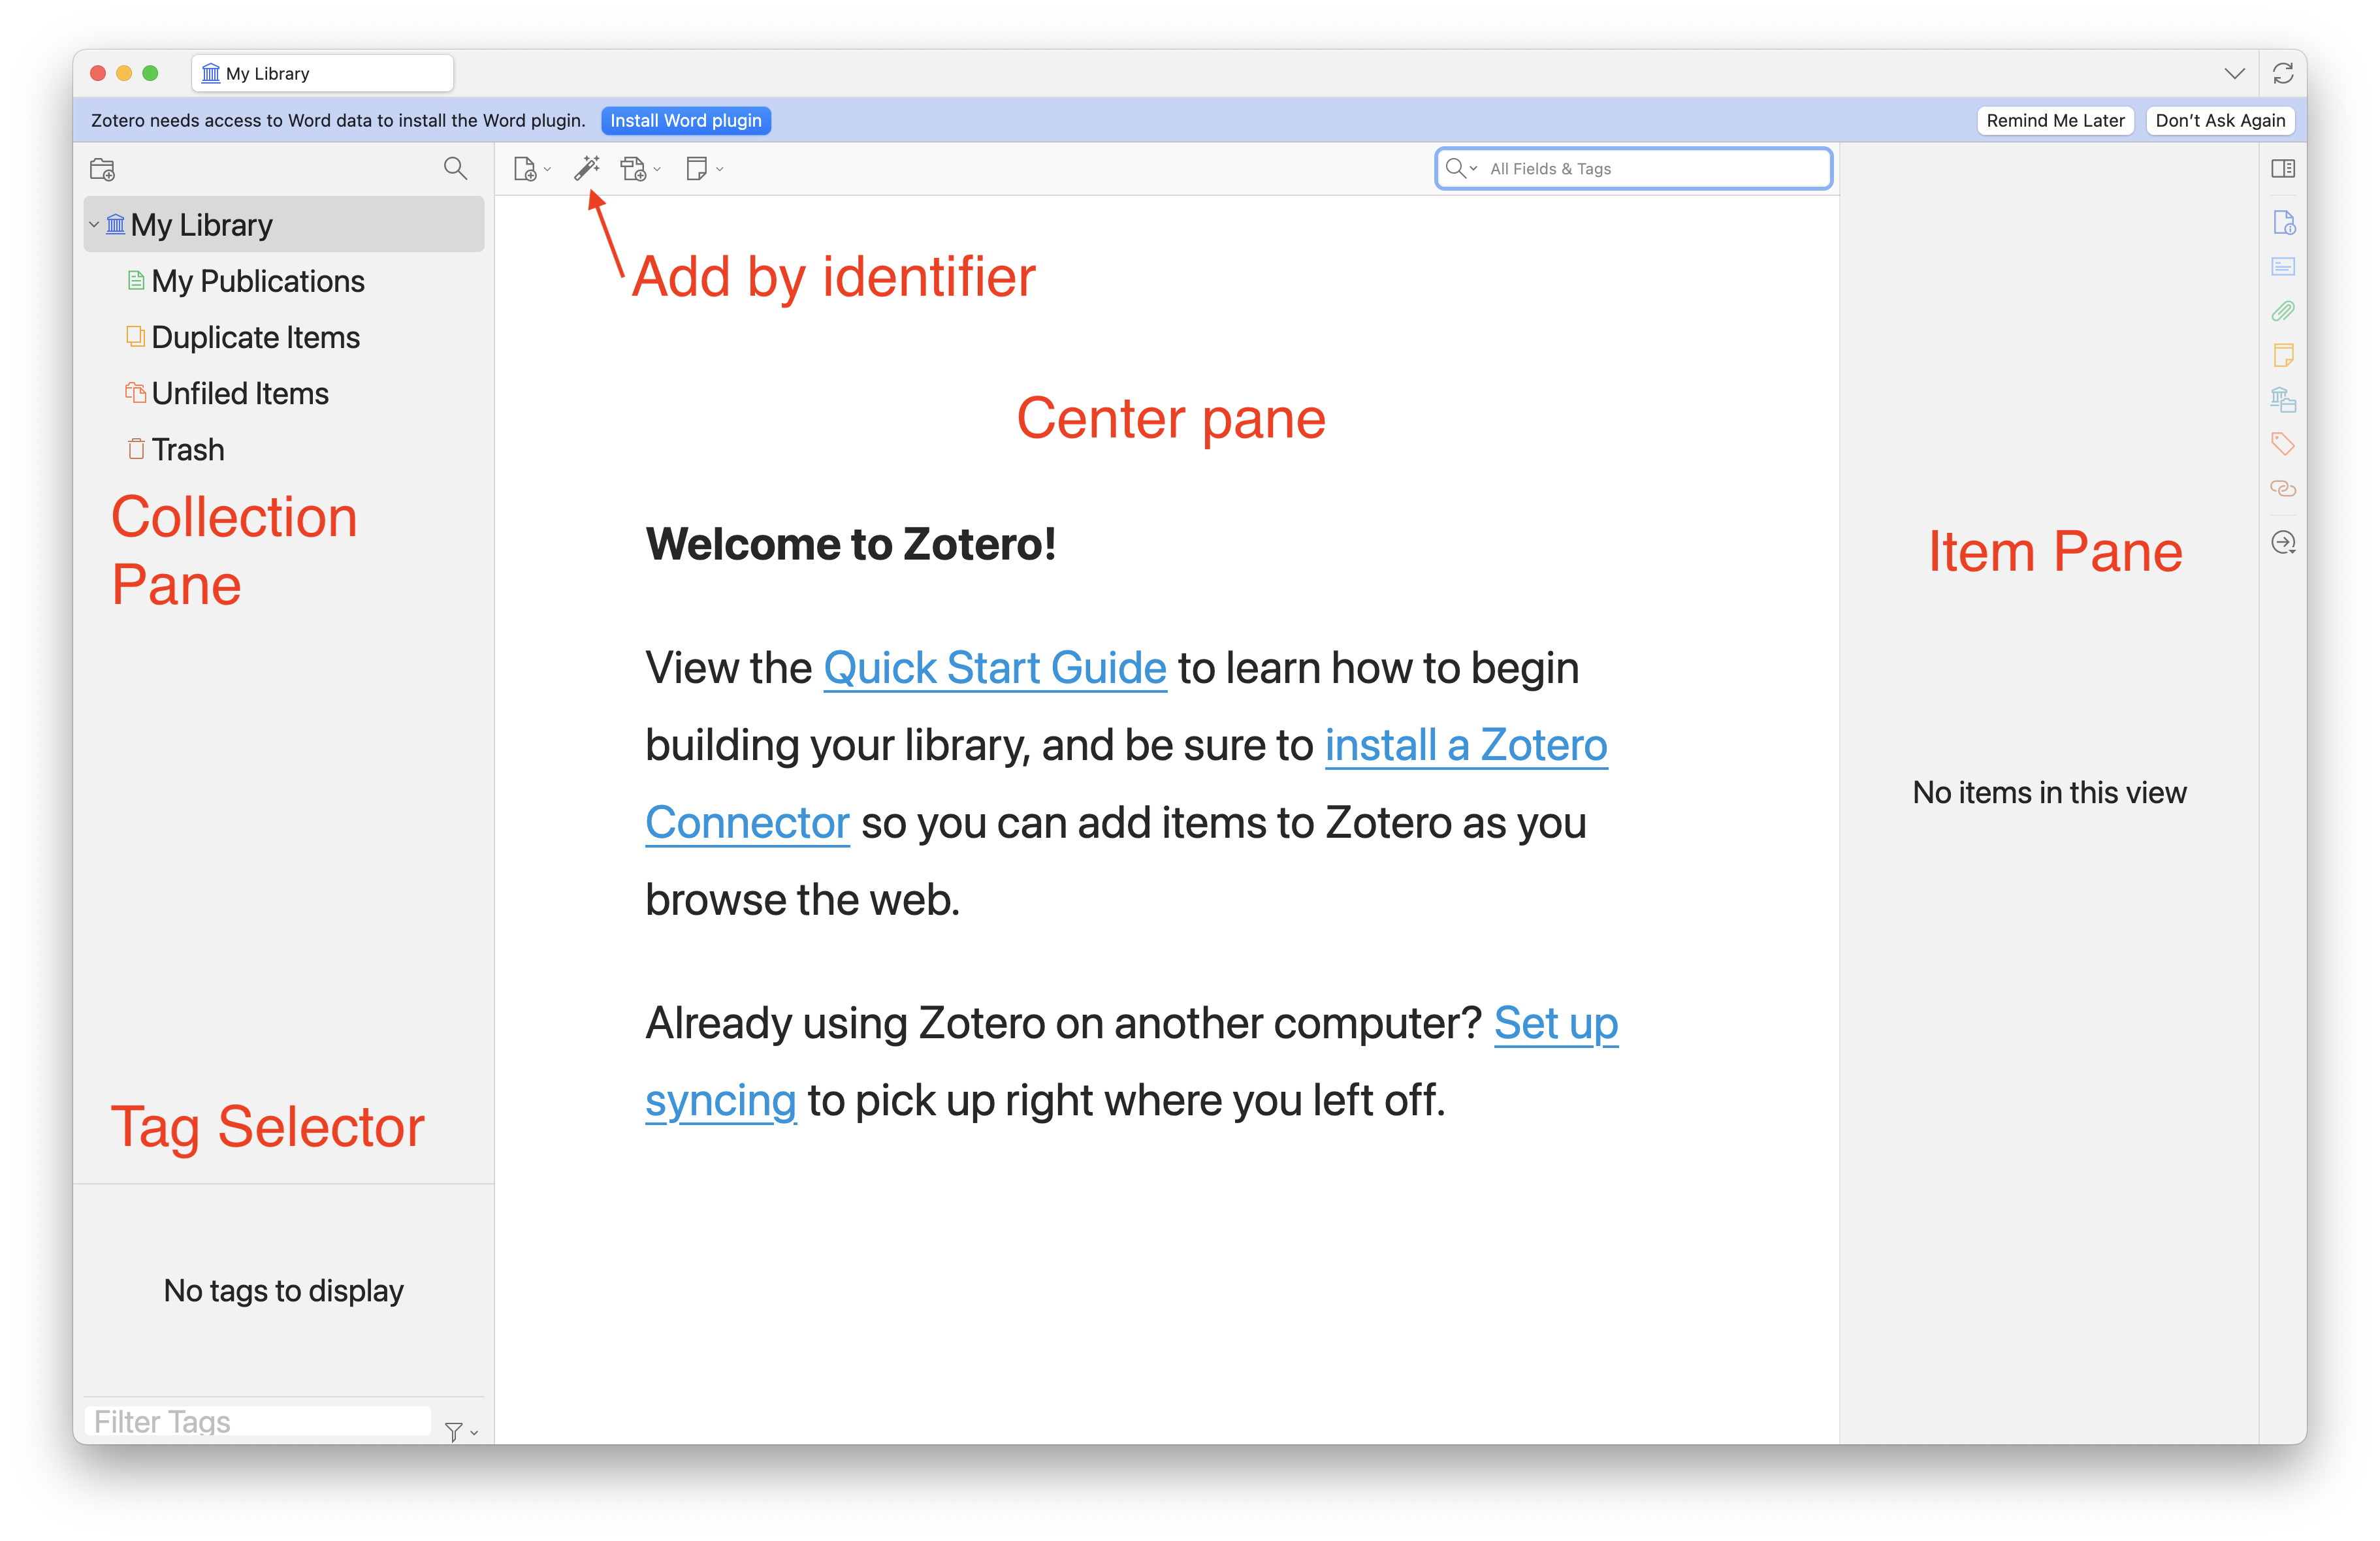 My Library
Zotero needs access to Word data to install the Word plugin. Install Word plugin Remind Me Later Don't Ask Again
All Fields & Tags
My Library
My Publications
Duplicate Items
Unfiled Items
Trash
Collection
Pane
Tag Selector
No tags to display
Filter Tags
Add by identifier
Center pane
Welcome to Zotero!
View the Quick Start Guide to learn how to begin
building your library, and be sure to install a Zotero
Connector so you can add items to Zotero as you
browse the web.
Already using Zotero on another computer? Set up
syncing to pick up right where you left off.
Item Pane
No items in this view